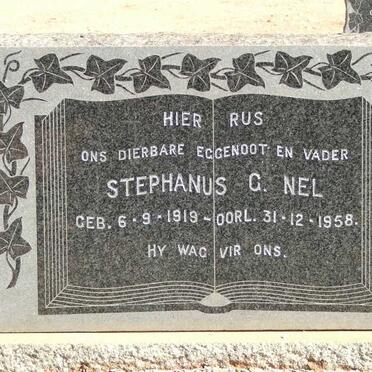 HIER RUS
ONS DIERBARE EGGENOOT EN VADER
STEPHANUS G. NEL
GEB. 6·9·1919 - OORL. 31·12·1958.
HY WAG VIR ONS.